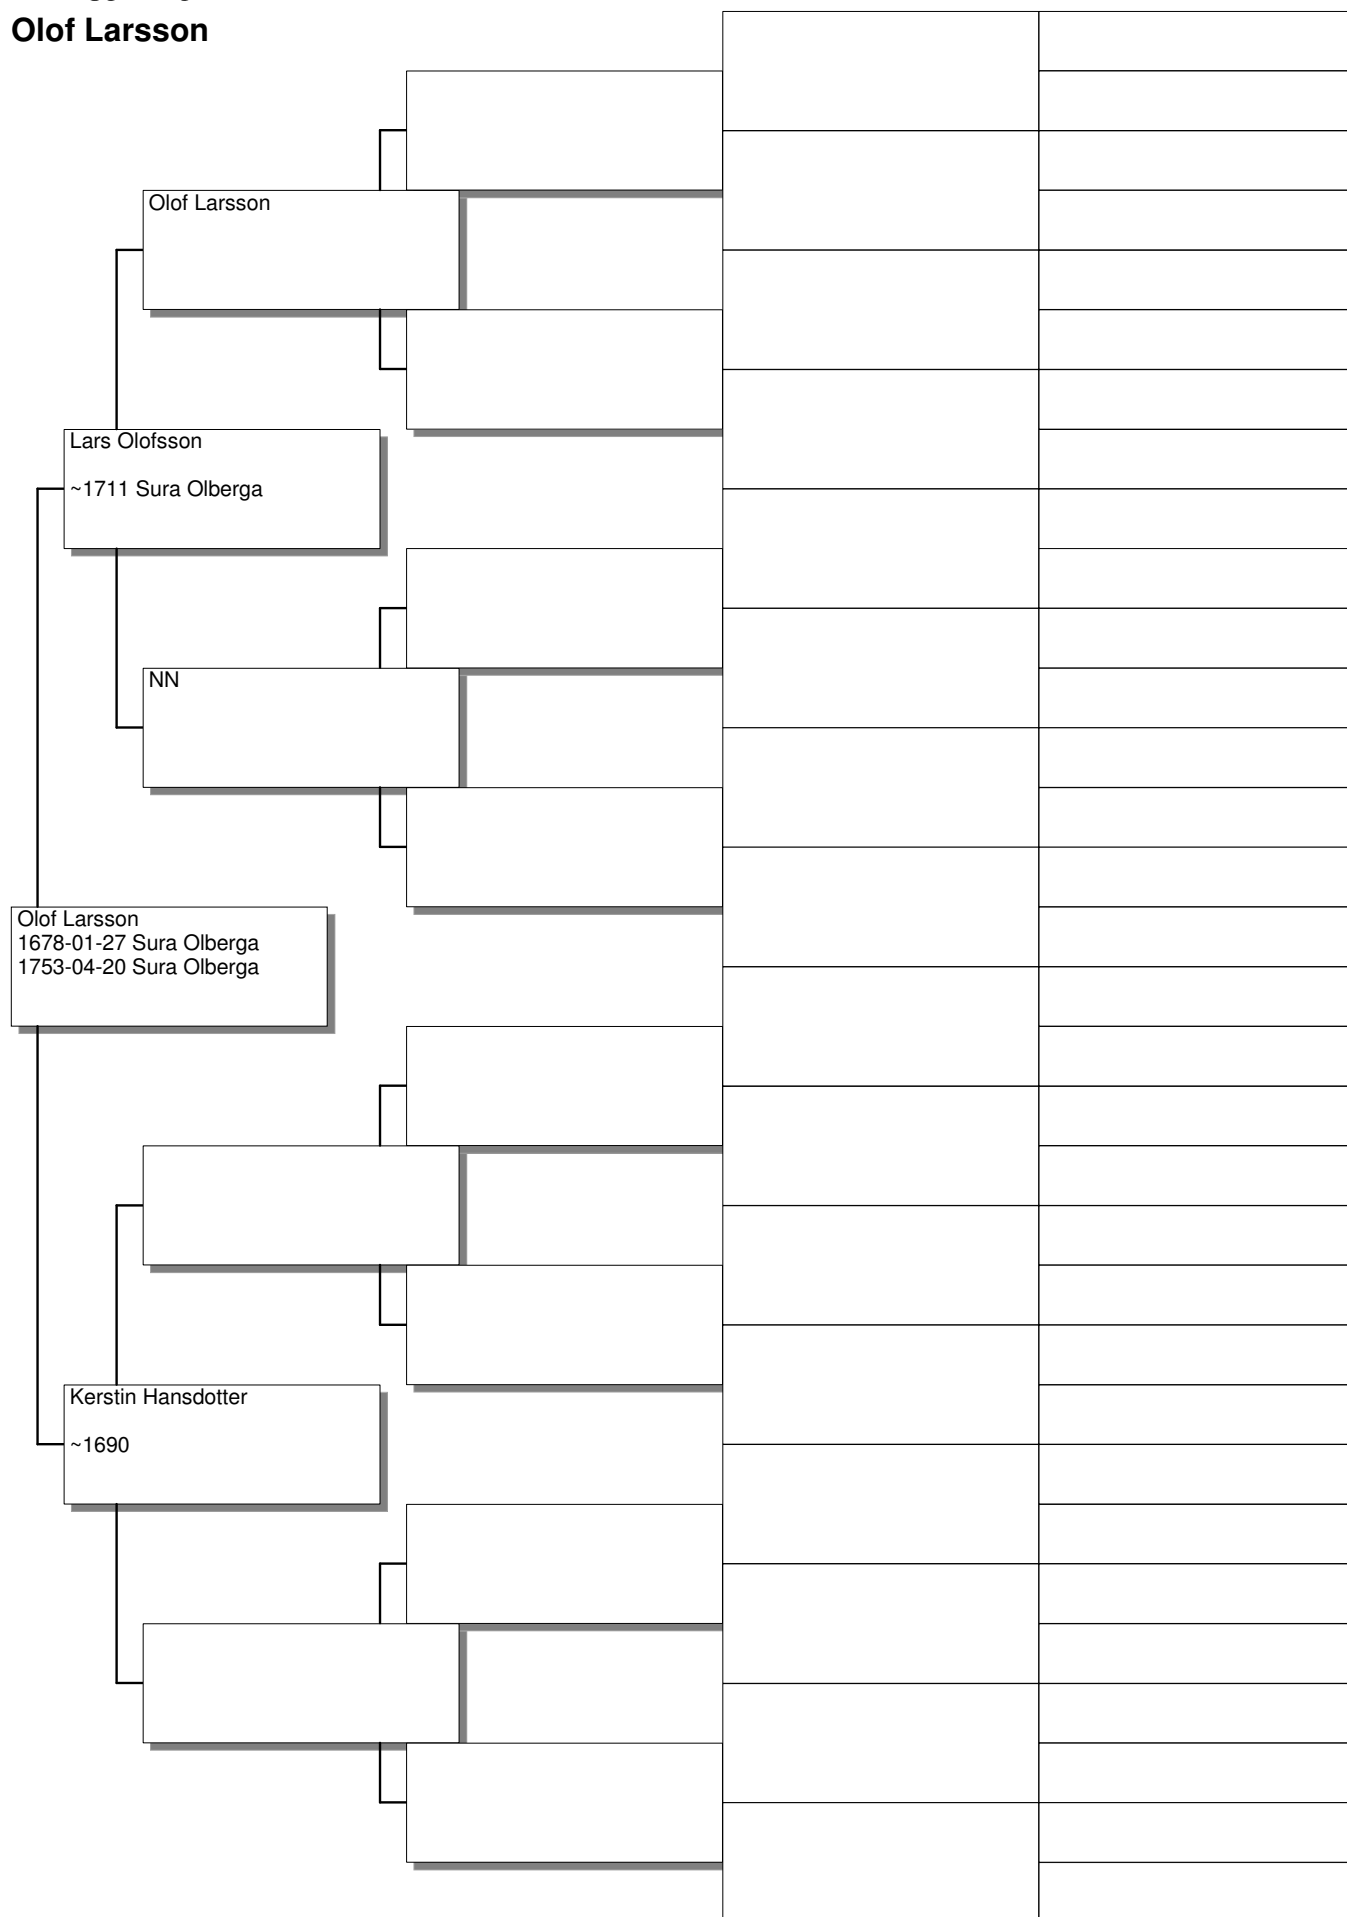 Olof Larsson
Olof Larsson
Lars Olofsson
~1711 Sura Olberga
NN
Olof Larsson
1678-01-27 Sura Olberga
1753-04-20 Sura Olberga
Kerstin Hansdotter
~1690